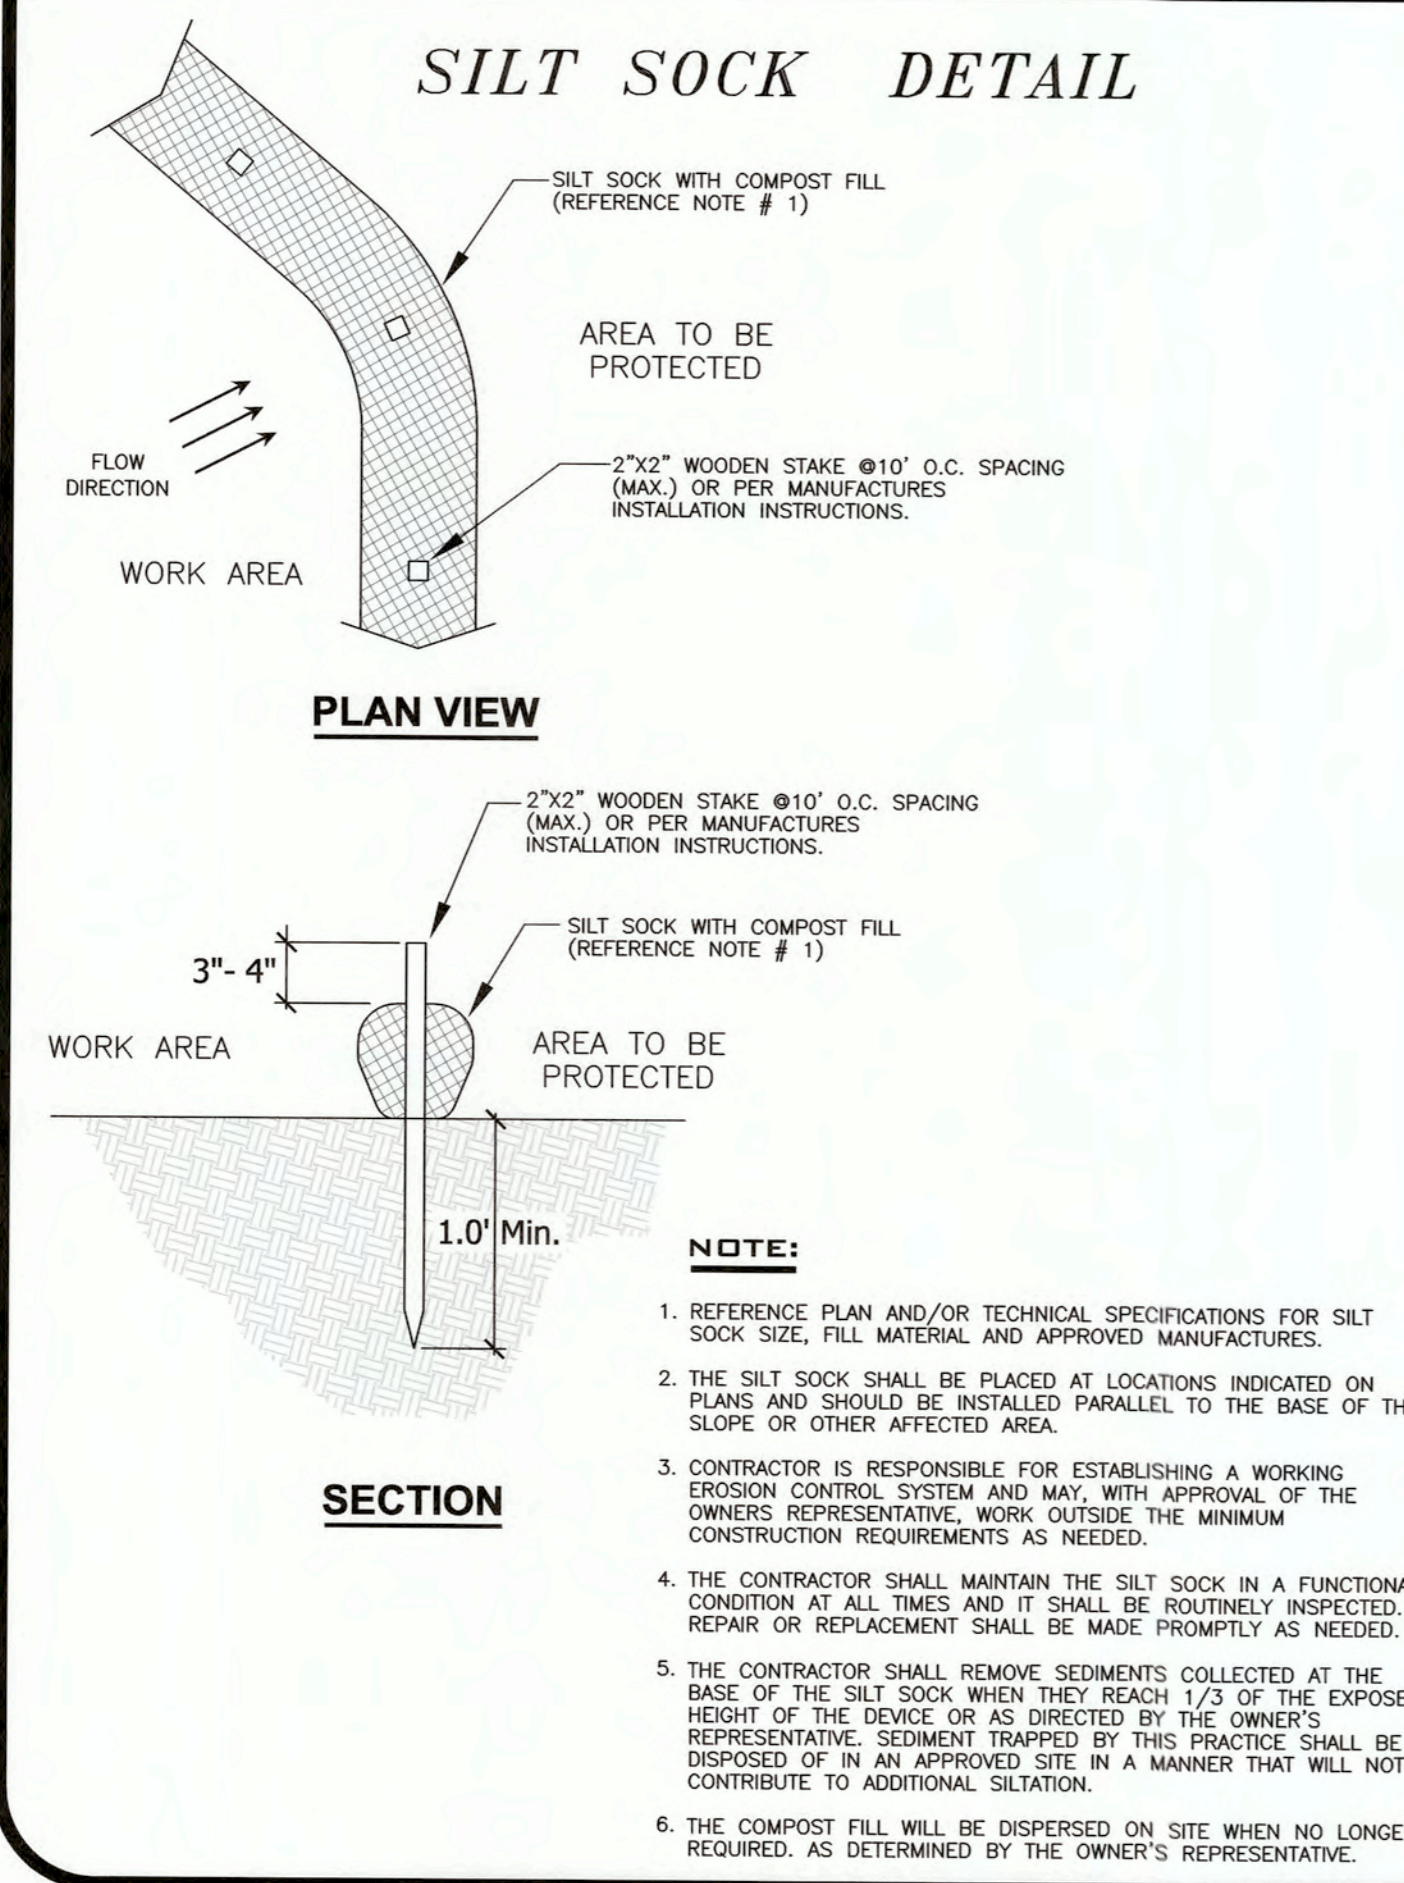 SILT SOCK DETAIL
SILT SOCK WITH COMPOST FILL
(REFERENCE NOTE # 1)
AREA TO BE
PROTECTED
FLOW
DIRECTION
2"X2" WOODEN STAKE @10' O.C. SPACING
(MAX.) OR PER MANUFACTURES
INSTALLATION INSTRUCTIONS.
WORK AREA
PLAN VIEW
2"X2" WOODEN STAKE @10' O.C. SPACING
(MAX.) OR PER MANUFACTURES
INSTALLATION INSTRUCTIONS.
SILT SOCK WITH COMPOST FILL
(REFERENCE NOTE # 1)
3"- 4"
WORK AREA
AREA TO BE
PROTECTED
1.0' Min.
SECTION
NOTE:
1. REFERENCE PLAN AND/OR TECHNICAL SPECIFICATIONS FOR SILT
SOCK SIZE, FILL MATERIAL AND APPROVED MANUFACTURES.
2. THE SILT SOCK SHALL BE PLACED AT LOCATIONS INDICATED ON
PLANS AND SHOULD BE INSTALLED PARALLEL TO THE BASE OF TH
SLOPE OR OTHER AFFECTED AREA.
3. CONTRACTOR IS RESPONSIBLE FOR ESTABLISHING A WORKING
EROSION CONTROL SYSTEM AND MAY, WITH APPROVAL OF THE
OWNERS REPRESENTATIVE, WORK OUTSIDE THE MINIMUM
CONSTRUCTION REQUIREMENTS AS NEEDED.
4. THE CONTRACTOR SHALL MAINTAIN THE SILT SOCK IN A FUNCTIONA
CONDITION AT ALL TIMES AND IT SHALL BE ROUTINELY INSPECTED.
REPAIR OR REPLACEMENT SHALL BE MADE PROMPTLY AS NEEDED.
5. THE CONTRACTOR SHALL REMOVE SEDIMENTS COLLECTED AT THE
BASE OF THE SILT SOCK WHEN THEY REACH 1/3 OF THE EXPOSE
HEIGHT OF THE DEVICE OR AS DIRECTED BY THE OWNER'S
REPRESENTATIVE. SEDIMENT TRAPPED BY THIS PRACTICE SHALL BE
DISPOSED OF IN AN APPROVED SITE IN A MANNER THAT WILL NOT
CONTRIBUTE TO ADDITIONAL SILTATION.
6. THE COMPOST FILL WILL BE DISPERSED ON SITE WHEN NO LONGE
REQUIRED. AS DETERMINED BY THE OWNER'S REPRESENTATIVE.